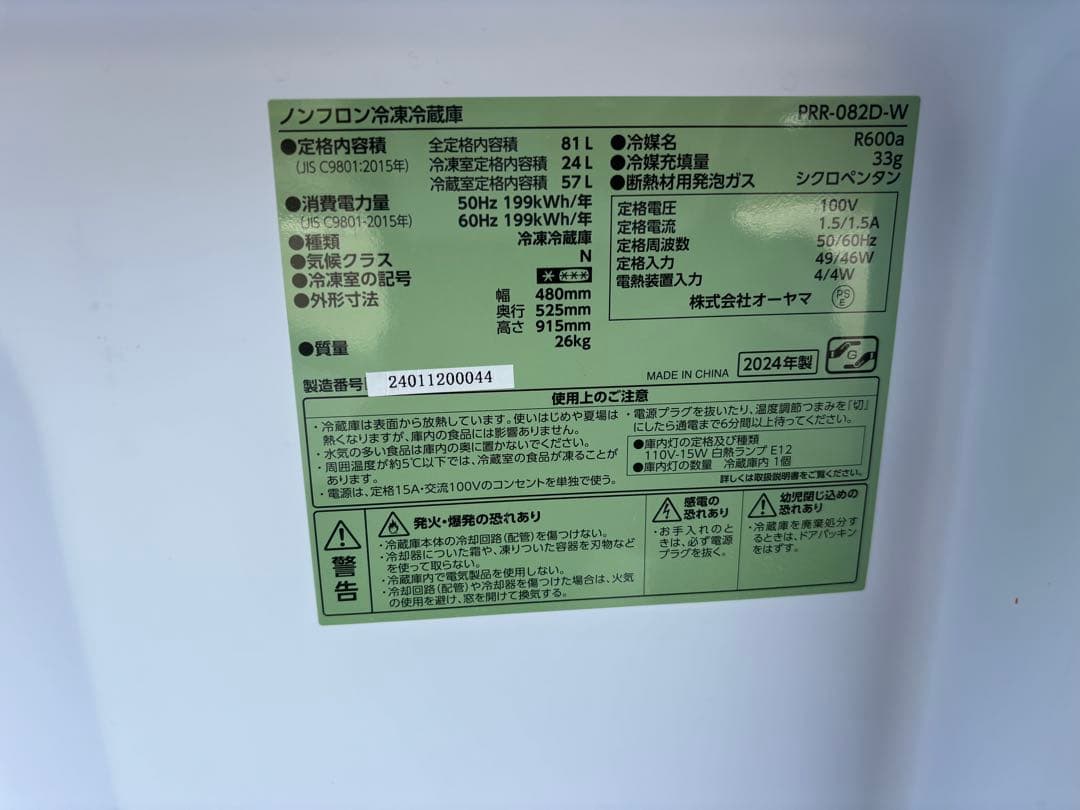 ノンフロン冷凍冷蔵庫
PRR-082D-W
●定格内容積 全定格内容積 81 L
(JIS C9801:2015年) 冷凍室定格内容積 24 L
冷蔵室定格内容積 57 L
●消費電力量 50Hz 199kWh/年
(JIS C9801-2015年) 60Hz 199kWh/年
●種類 冷凍冷蔵庫
●気候クラス N
●冷凍室の記号 * ***
●外形寸法 幅 480mm
奥行 525mm
高さ 915mm
●質量 26kg
製造番号 24011200044
●冷媒名 R600a
●冷媒充填量 33g
●断熱材用発泡ガス シクロペンタン
定格電圧 100V
定格電流 1.5/1.5A
定格周波数 50/60Hz
定格入力 49/46W
電熱装置入力 4/4W
株式会社オーヤマ PS E
MADE IN CHINA 2024年製 G
使用上のご注意
・冷蔵庫は表面から放熱しています。使いはじめや夏場は
熱くなりますが、庫内の食品には影響ありません。
・水気の多い食品は庫内の奥に置かないでください。
・周囲温度が約5℃以下では、冷蔵室の食品が凍ることが
あります。
・電源は、定格15A・交流100Vのコンセントを単独で使う。
・電源プラグを抜いたり、温度調節つまみを「切」
にしたら通電まで6分間以上待ってください。
●庫内灯の定格及び種類
110V-15W 白熱ランプ E12
●庫内灯の数量 冷蔵庫内 1個
詳しくは取扱説明書をご覧ください。
警告
発火・爆発の恐れあり
・冷蔵庫本体の冷却回路(配管)を傷つけない。
・冷却器についた霜や、凍りついた容器を刃物など
を使って取らない。
・冷蔵庫内で電気製品を使用しない。
・冷却回路(配管)や冷却器を傷つけた場合は、火気
の使用を避け、窓を開けて換気する。
感電の
恐れあり
・お手入れのと
きは、必ず電源
プラグを抜く。
幼児閉じ込めの
恐れあり
・冷蔵庫を廃棄処分す
るときは、ドアパッキン
をはずす。